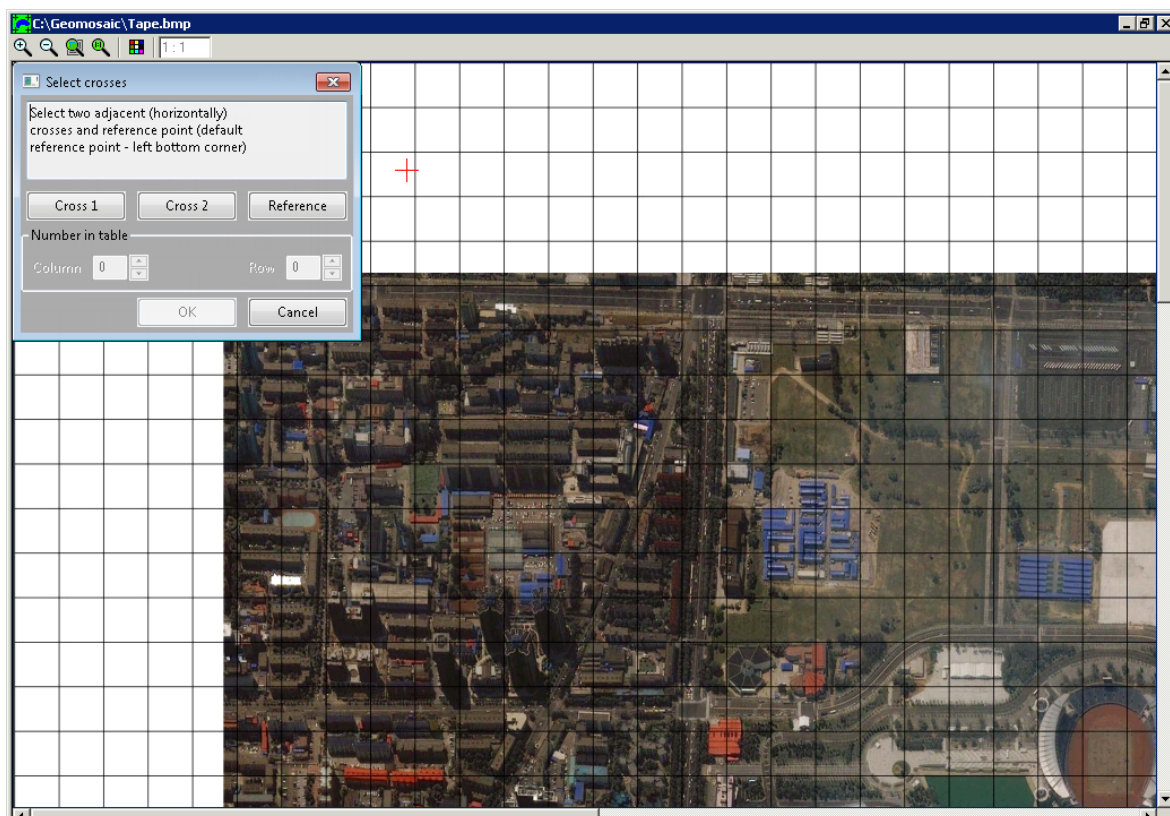 C:\Geomosaic\Tape.bmp
1 : 1
Select crosses
Select two adjacent (horizontally)
crosses and reference point (default
reference point - left bottom corner)
Cross 1
Cross 2
Reference
Number in table
Column 0
Row 0
OK
Cancel